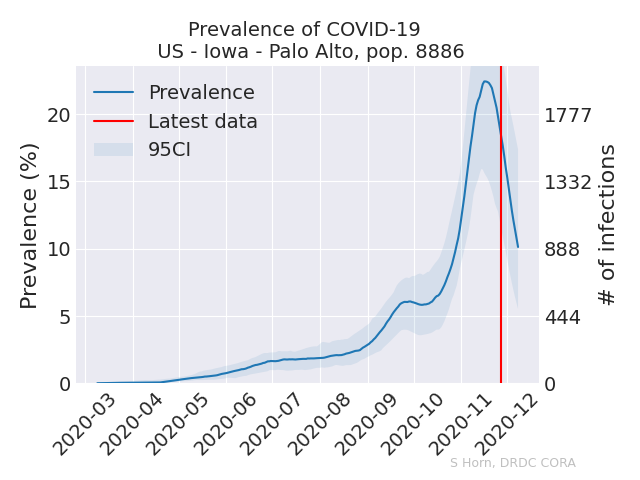 Prevalence of COVID-19
US - Iowa - Palo Alto, pop. 8886
Prevalence
Latest data
95CI
Prevalence (%)
20
15
10
5
0
1777
1332
888
444
0
# of infections
2020-03
2020-04
2020-05
2020-06
2020-07
2020-08
2020-09
2020-10
2020-11
2020-12
S Horn, DRDC CORA